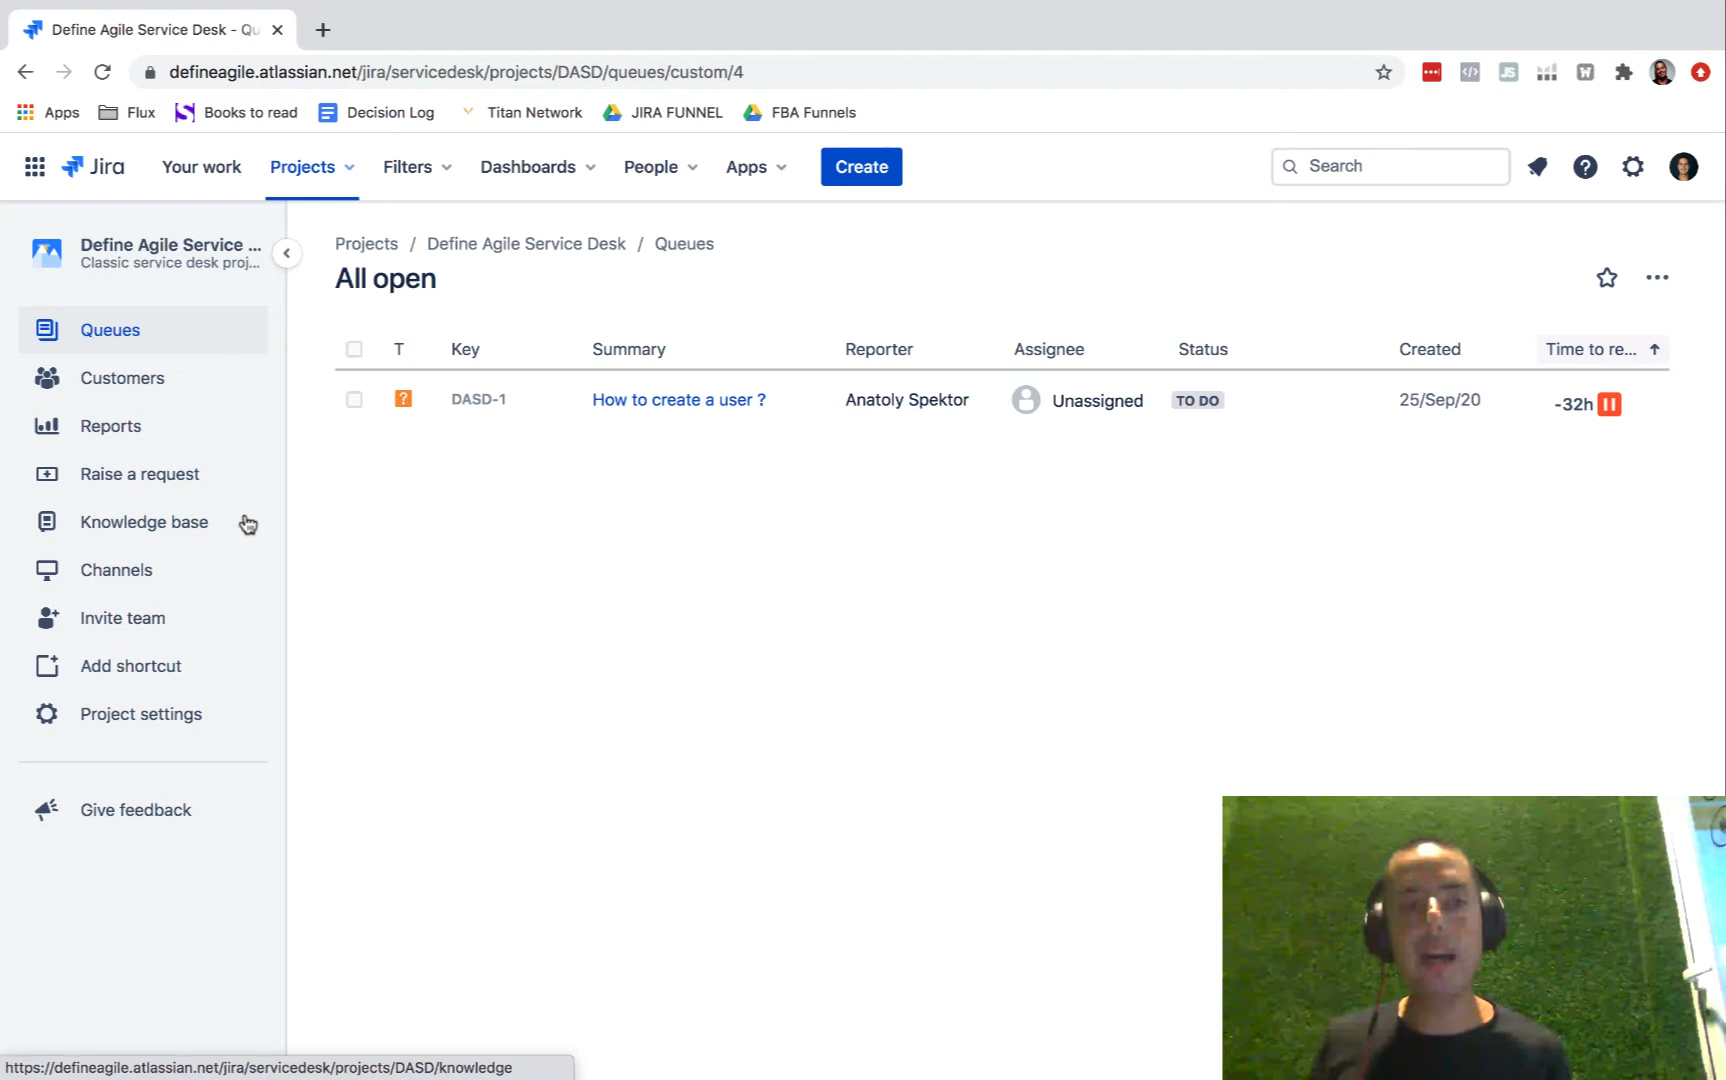 Define Agile Service Desk - Qu
defineagile.atlassian.net/jira/servicedesk/projects/DASD/queues/custom/4
Apps Flux Books to read Decision Log Titan Network JIRA FUNNEL FBA Funnels
Jira Your work Projects Filters Dashboards People Apps Create Search
Define Agile Service ...
Classic service desk proj...
Queues
Customers
Reports
Raise a request
Knowledge base
Channels
Invite team
Add shortcut
Project settings
Give feedback
Projects / Define Agile Service Desk / Queues
All open
T Key Summary Reporter Assignee Status Created Time to re...
? DASD-1 How to create a user ? Anatoly Spektor Unassigned TO DO 25/Sep/20 -32h
https://defineagile.atlassian.net/jira/servicedesk/projects/DASD/knowledge